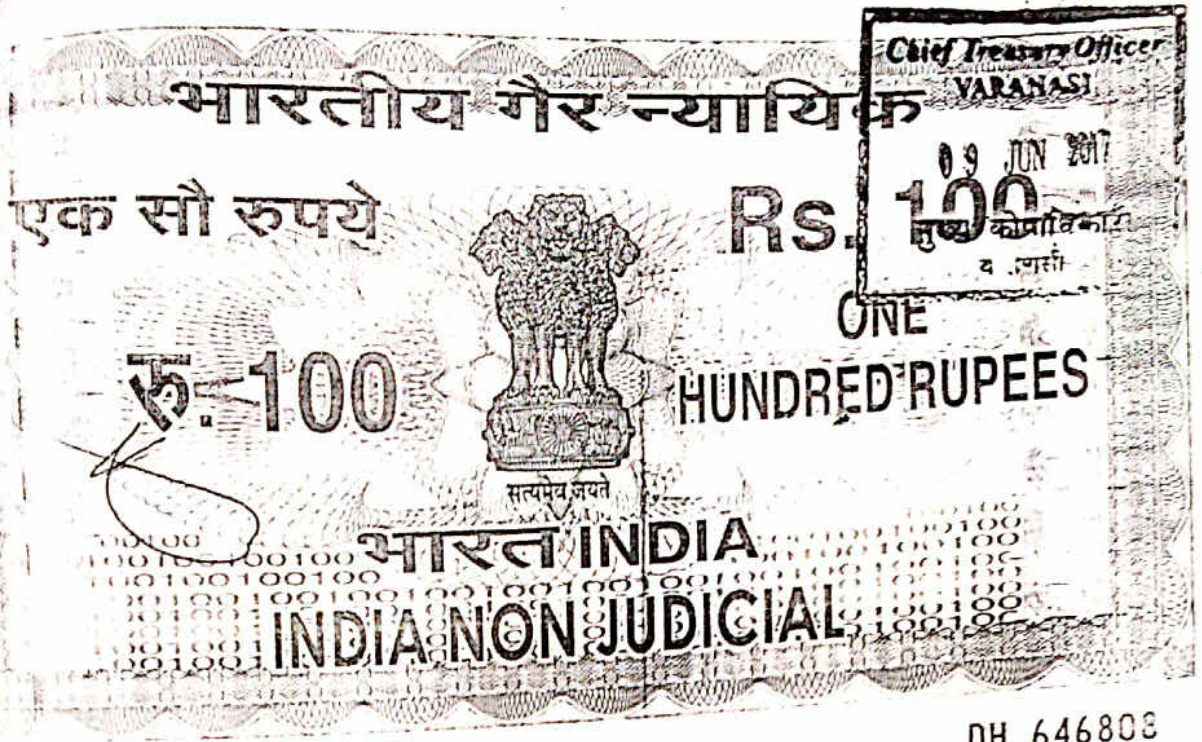 Chief Treasury Officer
VARANASI
भारतीय गैर न्यायिक
09 JUN 2017
एक सौ रुपये
Rs. 100
मुख्य कोषाधिकारी
ONE
रु. 100
HUNDRED RUPEES
सत्यमेव जयते
भारत INDIA
INDIA NON JUDICIAL
DH 646808